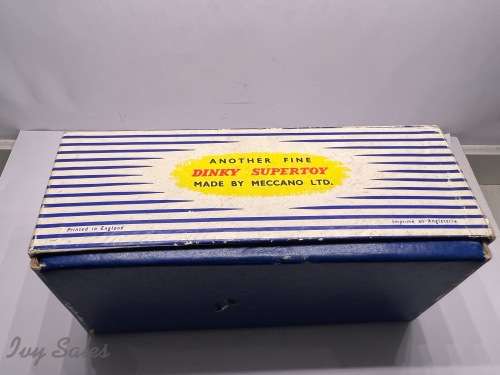 ANOTHER FINE
DINKY SUPERTOY
MADE BY MECCANO LTD.
Printed in England
Imprimé en Angleterre
Ivy Sales